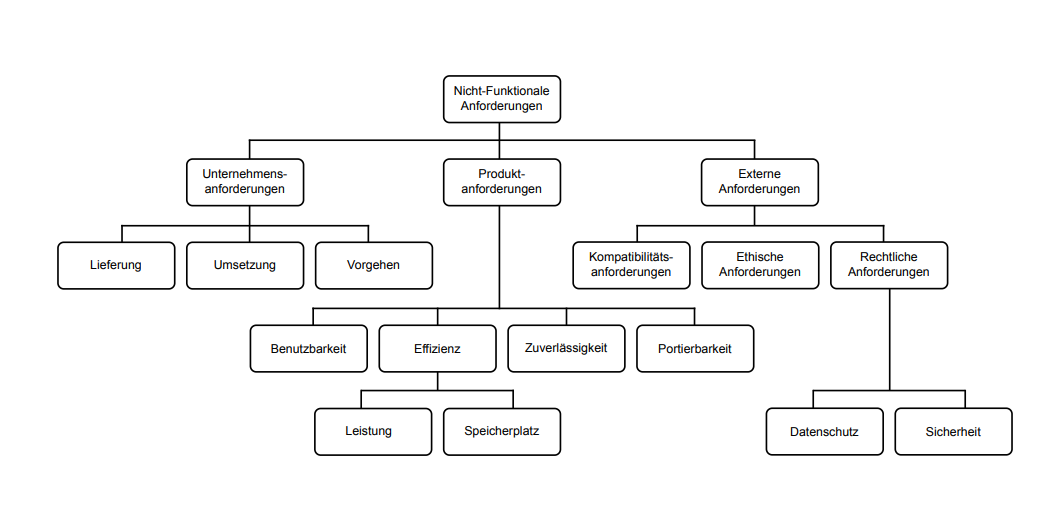 Nicht-Funktionale
Anforderungen
Unternehmens-
anforderungen
Produkt-
anforderungen
Externe
Anforderungen
Lieferung
Umsetzung
Vorgehen
Kompatibilitäts-
anforderungen
Ethische
Anforderungen
Rechtliche
Anforderungen
Benutzbarkeit
Effizienz
Zuverlässigkeit
Portierbarkeit
Leistung
Speicherplatz
Datenschutz
Sicherheit